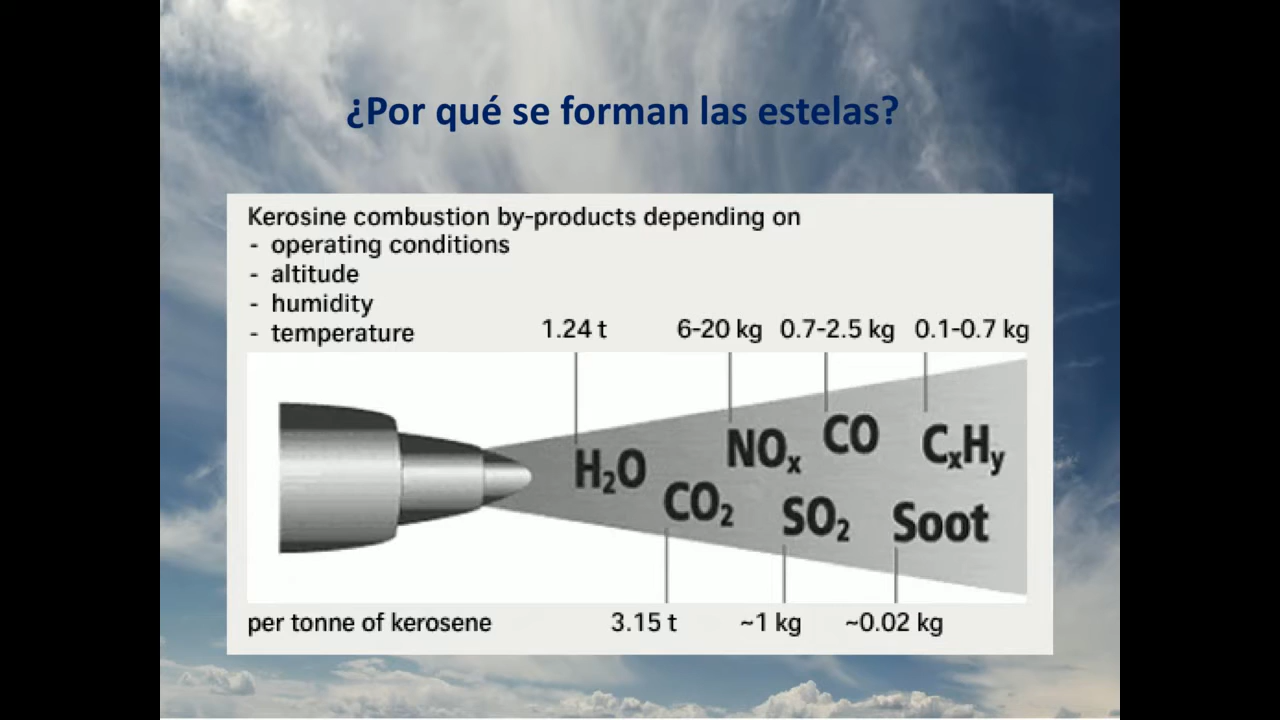 ¿Por qué se forman las estelas?
Kerosine combustion by-products depending on
- operating conditions
- altitude
- humidity
- temperature
1.24 t 6-20 kg 0.7-2.5 kg 0.1-0.7 kg
H₂O NOₓ CO CₓHᵧ
CO₂ SO₂ Soot
per tonne of kerosene 3.15 t ~1 kg ~0.02 kg